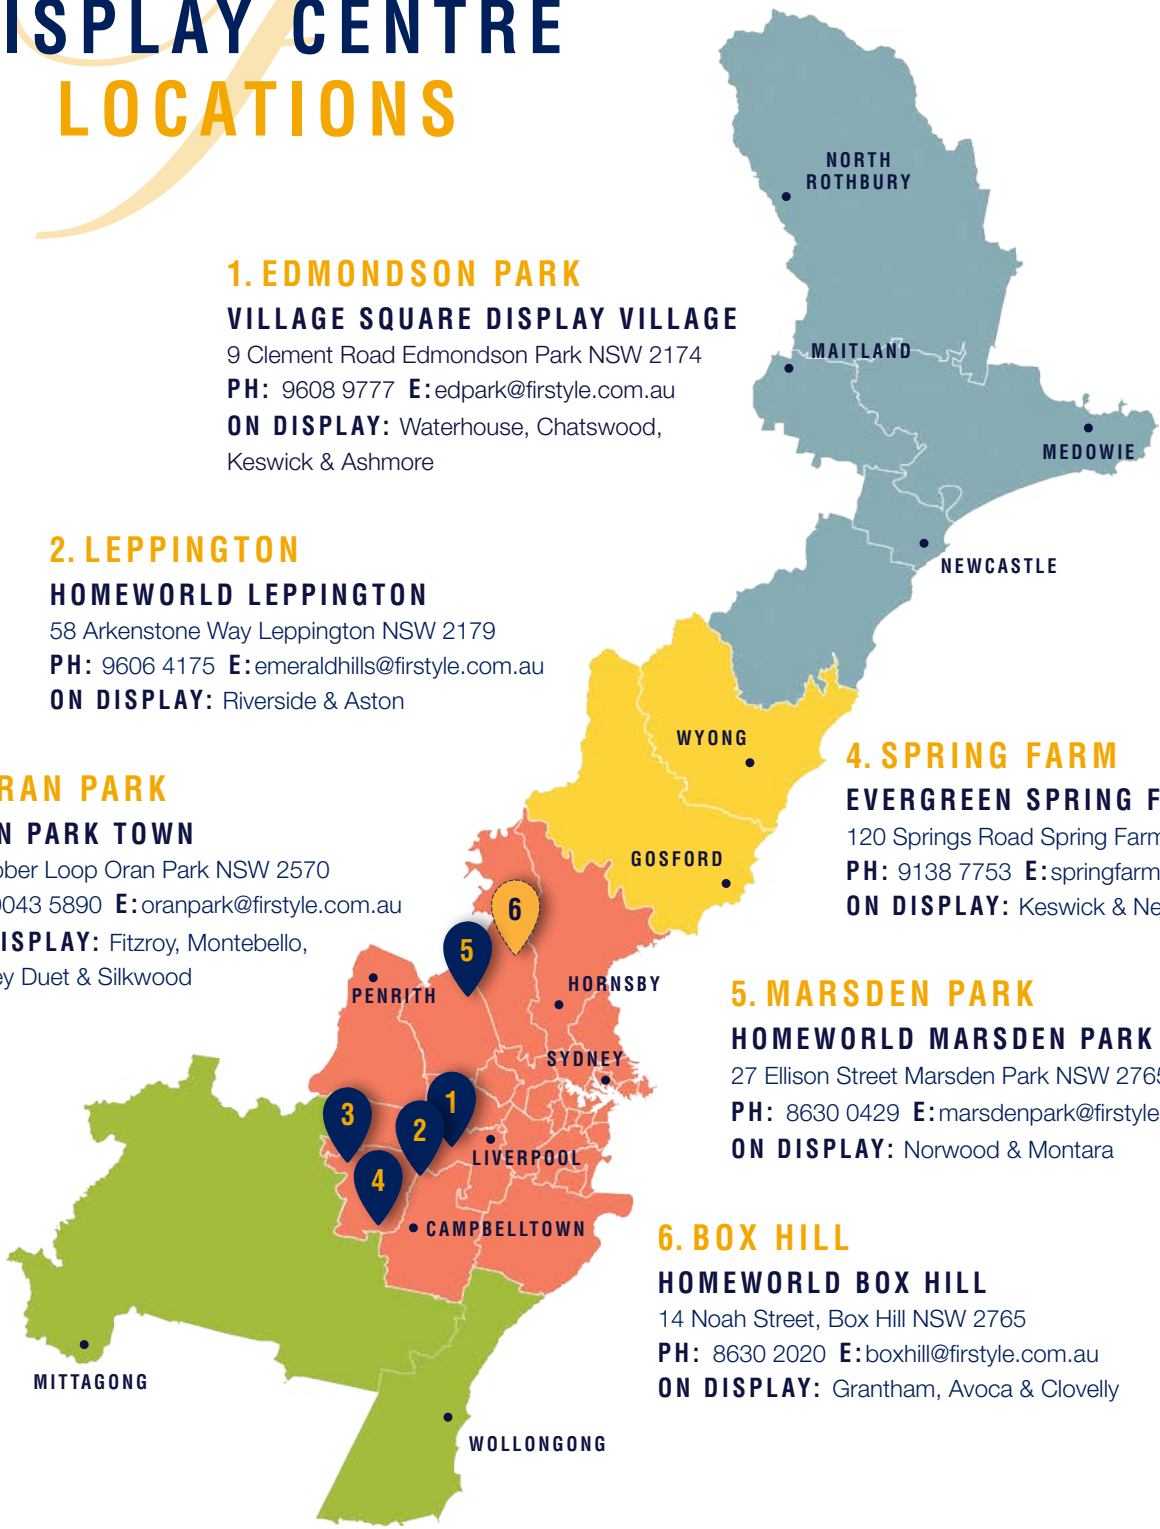 ISPLAY CENTRE
LOCATIONS
NORTH
ROTHBURY
1. EDMONDSON PARK
VILLAGE SQUARE DISPLAY VILLAGE
9 Clement Road Edmondson Park NSW 2174
PH: 9608 9777 E: edpark@firstyle.com.au
ON DISPLAY: Waterhouse, Chatswood,
Keswick & Ashmore
MAITLAND
MEDOWIE
NEWCASTLE
2. LEPPINGTON
HOMEWORLD LEPPINGTON
58 Arkenstone Way Leppington NSW 2179
PH: 9606 4175 E: emeraldhills@firstyle.com.au
ON DISPLAY: Riverside & Aston
WYONG
GOSFORD
RAN PARK
N PARK TOWN
ber Loop Oran Park NSW 2570
9043 5890 E: oranpark@firstyle.com.au
ISPLAY: Fitzroy, Montebello,
ey Duet & Silkwood
4. SPRING FARM
EVERGREEN SPRING F
120 Springs Road Spring Farm
PH: 9138 7753 E: springfarm
ON DISPLAY: Keswick & Ne
6
5
PENRITH
HORNSBY
SYDNEY
3
2
1
4
LIVERPOOL
CAMPBELLTOWN
5. MARSDEN PARK
HOMEWORLD MARSDEN PARK
27 Ellison Street Marsden Park NSW 2765
PH: 8630 0429 E: marsdenpark@firstyle
ON DISPLAY: Norwood & Montara
6. BOX HILL
HOMEWORLD BOX HILL
14 Noah Street, Box Hill NSW 2765
PH: 8630 2020 E: boxhill@firstyle.com.au
ON DISPLAY: Grantham, Avoca & Clovelly
MITTAGONG
WOLLONGONG